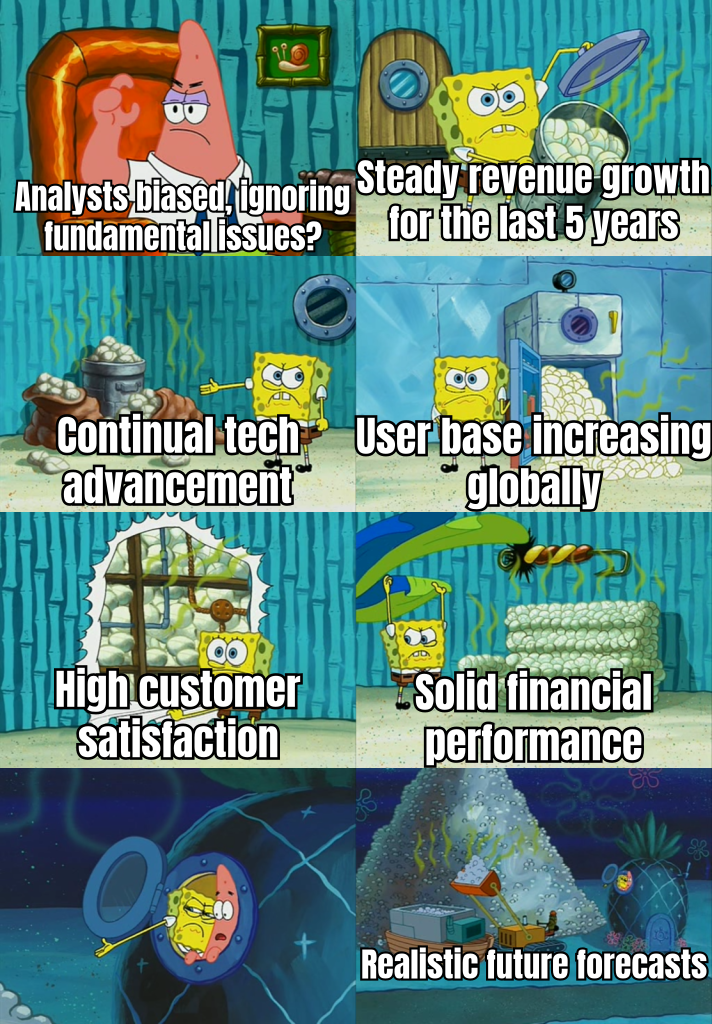 Analysts biased, ignoring
fundamental issues?
Steady revenue growth
for the last 5 years
Continual tech
advancement
User base increasing
globally
High customer
satisfaction
Solid financial
performance
Realistic future forecasts